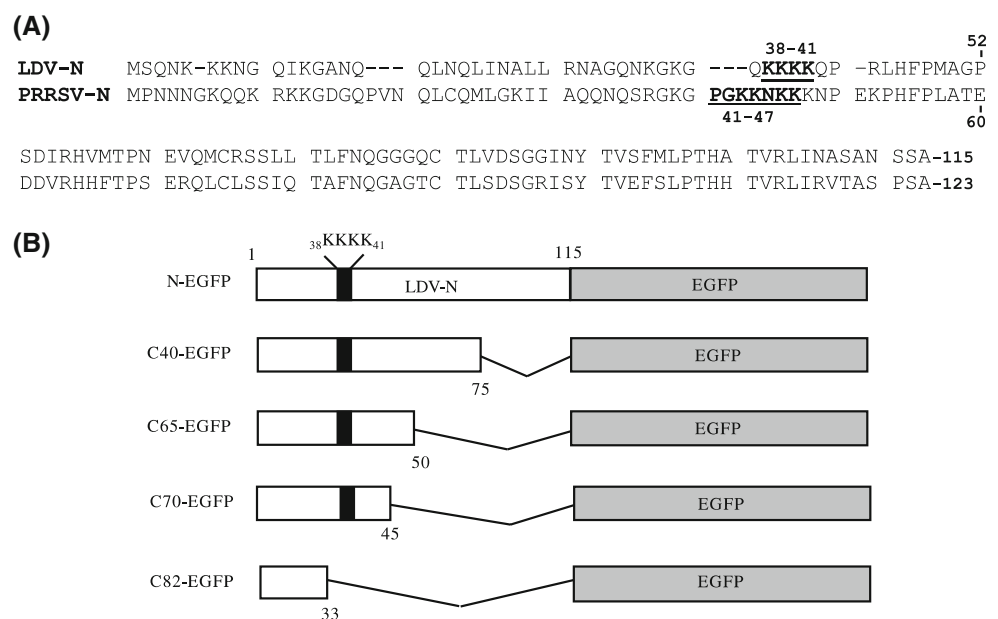 (A)
38-41
52
LDV-N MSQNK-KKNG QIKGANQ--- QLNQLINALL RNAGQNKGKG ---QKKKKQP -RLHFPMAGP
PRRSV-N MPNNNGKQQK RKKGDGQPVN QLCQMLGKII AQQNQSRGKG PGKKNKKKNP EKPHFPLATE
41-47
60
SDIRHVMTPN EVQMCRSSLL TLFNQGGGQC TLVDSGGINY TVSFMLPTHA TVRLINASAN SSA-115
DDVRHHFTPS ERQLCLSSIQ TAFNQGAGTC TLSDSGRISY TVEFSLPTHH TVRLIRVTAS PSA-123
(B)
1 38KKKK41 115
N-EGFP LDV-N EGFP
C40-EGFP EGFP
75
C65-EGFP EGFP
50
C70-EGFP EGFP
45
C82-EGFP EGFP
33